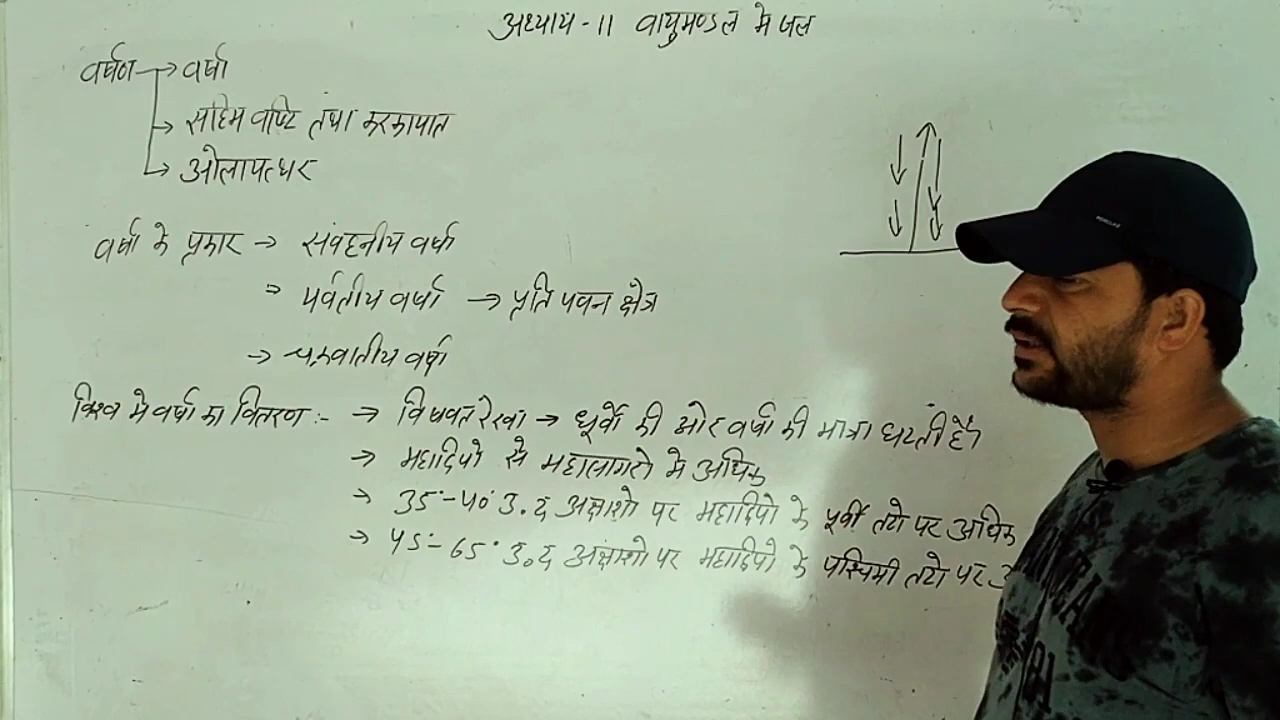 अध्याय-11 वायुमण्डल मे जल
वर्षण → वर्षा
→ सहिम वृष्टि तथा करकापात
→ ओलापत्थर
वर्षा के प्रकार → संवहनीय वर्षा
→ पर्वतीय वर्षा → प्रति पवन क्षेत्र
→ चक्रवातीय वर्षा
विश्व मे वर्षा का वितरण :- → विषवत रेखा → ध्रुवों की ओर वर्षा की मात्रा घटती हैं
→ महाद्विपो से महासागरो मे अधिक
→ 35°-40° उ.द अक्षाशो पर महाद्विपो के पूर्वी तटो पर अधिक
→ 45°-65° उ.द अक्षाशो पर महाद्विपो के पश्चिमी तटो पर